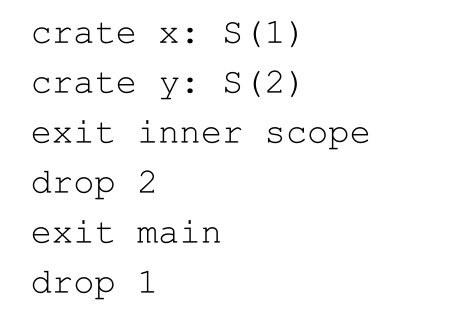 crate x: S(1)
crate y: S(2)
exit inner scope
drop 2
exit main
drop 1